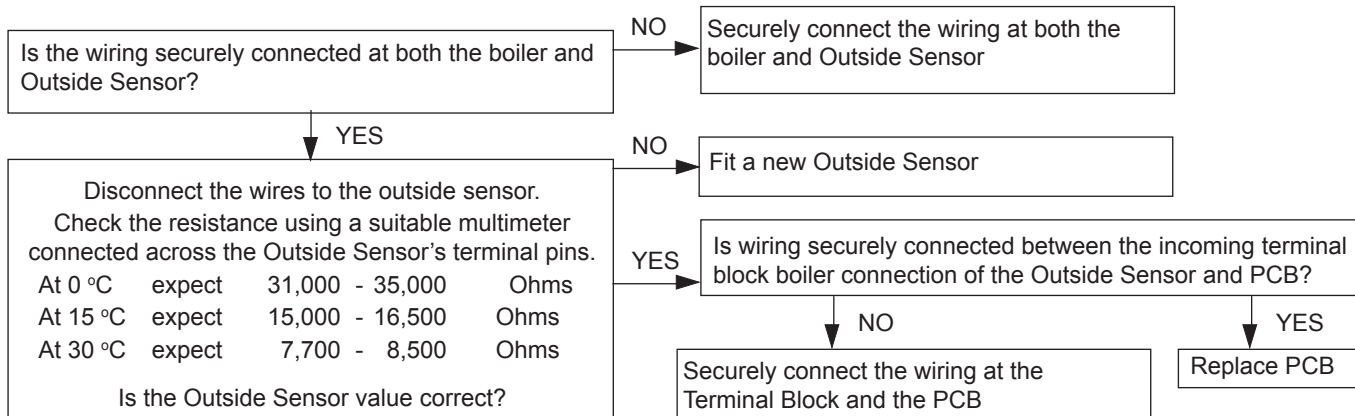 Is the wiring securely connected at both the boiler and
Outside Sensor?
NO
Securely connect the wiring at both the
boiler and Outside Sensor
YES
Disconnect the wires to the outside sensor.
Check the resistance using a suitable multimeter
connected across the Outside Sensor’s terminal pins.
At 0 °C expect 31,000 - 35,000 Ohms
At 15 °C expect 15,000 - 16,500 Ohms
At 30 °C expect 7,700 - 8,500 Ohms
Is the Outside Sensor value correct?
NO
Fit a new Outside Sensor
YES
Is wiring securely connected between the incoming terminal
block boiler connection of the Outside Sensor and PCB?
NO
Securely connect the wiring at the
Terminal Block and the PCB
YES
Replace PCB